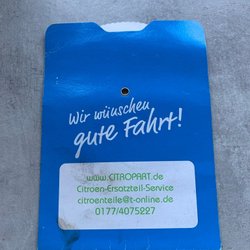 Wir wünschen
gute Fahrt!
www.CITROPART.de
Citroen-Ersatzteil-Service
citroenteile@t-online.de
0177/4075227